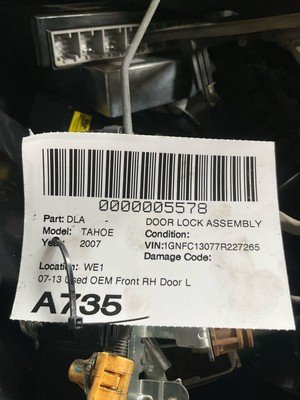 0000005578
Part: DLA - DOOR LOCK ASSEMBLY
Model: TAHOE Condition:
Year: 2007 VIN:1GNFC13077R227265
Damage Code:
Location: WE1
07-13 Used OEM Front RH Door L
A735